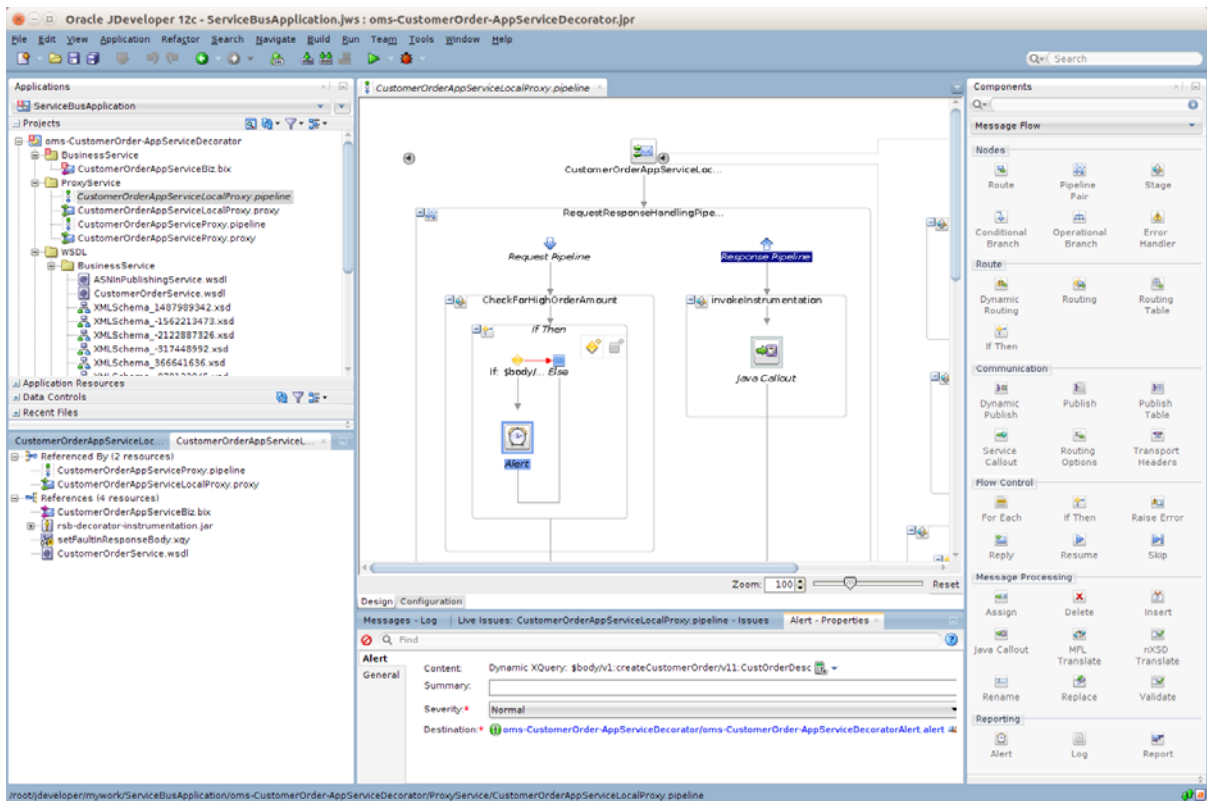 Oracle JDeveloper 12c - ServiceBusApplication.jws : oms-CustomerOrder-AppServiceDecorator.jpr
File Edit View Application Refactor Search Navigate Build Run Team Tools Window Help
Search
Applications
ServiceBusApplication
Projects
oms-CustomerOrder-AppServiceDecorator
BusinessService
CustomerOrderAppServiceBiz.bix
ProxyService
CustomerOrderAppServiceLocalProxy.pipeline
CustomerOrderAppServiceLocalProxy.proxy
CustomerOrderAppServiceProxy.pipeline
CustomerOrderAppServiceProxy.proxy
WSDL
BusinessService
ASNInPublishingService.wsdl
CustomerOrderService.wsdl
XMLSchema_1487989342.xsd
XMLSchema_-1562213473.xsd
XMLSchema_-2122887326.xsd
XMLSchema_-317448992.xsd
XMLSchema_366641636.xsd
Application Resources
Data Controls
Recent Files
CustomerOrderAppServiceLoc... CustomerOrderAppServiceL...
Referenced By (2 resources)
CustomerOrderAppServiceProxy.pipeline
CustomerOrderAppServiceLocalProxy.proxy
References (4 resources)
CustomerOrderAppServiceBiz.bix
rsb-decorator-instrumentation.jar
setFaultInResponseBody.xqy
CustomerOrderService.wsdl
CustomerOrderAppServiceLocalProxy.pipeline
CustomerOrderAppServiceLoc...
RequestResponseHandlingPipe...
Request Pipeline
Response Pipeline
CheckForHighOrderAmount
invokeInstrumentation
If Then
If: $body/... Else
Java Callout
Alert
Zoom: 100 Reset
Design Configuration
Messages - Log Live Issues: CustomerOrderAppServiceLocalProxy.pipeline - Issues Alert - Properties
Find
Alert
General
Content: Dynamic XQuery: $body/v1:createCustomerOrder/v11:CustOrderDesc
Summary:
Severity:* Normal
Destination:* oms-CustomerOrder-AppServiceDecorator/oms-CustomerOrder-AppServiceDecoratorAlert.alert
Components
Message Flow
Nodes
Route Pipeline Pair Stage
Conditional Branch Operational Branch Error Handler
Route
Dynamic Routing Routing Routing Table
If Then
Communication
Dynamic Publish Publish Publish Table
Service Callout Routing Options Transport Headers
Flow Control
For Each If Then Raise Error
Reply Resume Skip
Message Processing
Assign Delete Insert
Java Callout MFL Translate nXSD Translate
Rename Replace Validate
Reporting
Alert Log Report
/root/jdeveloper/mywork/ServiceBusApplication/oms-CustomerOrder-AppServiceDecorator/ProxyService/CustomerOrderAppServiceLocalProxy.pipeline